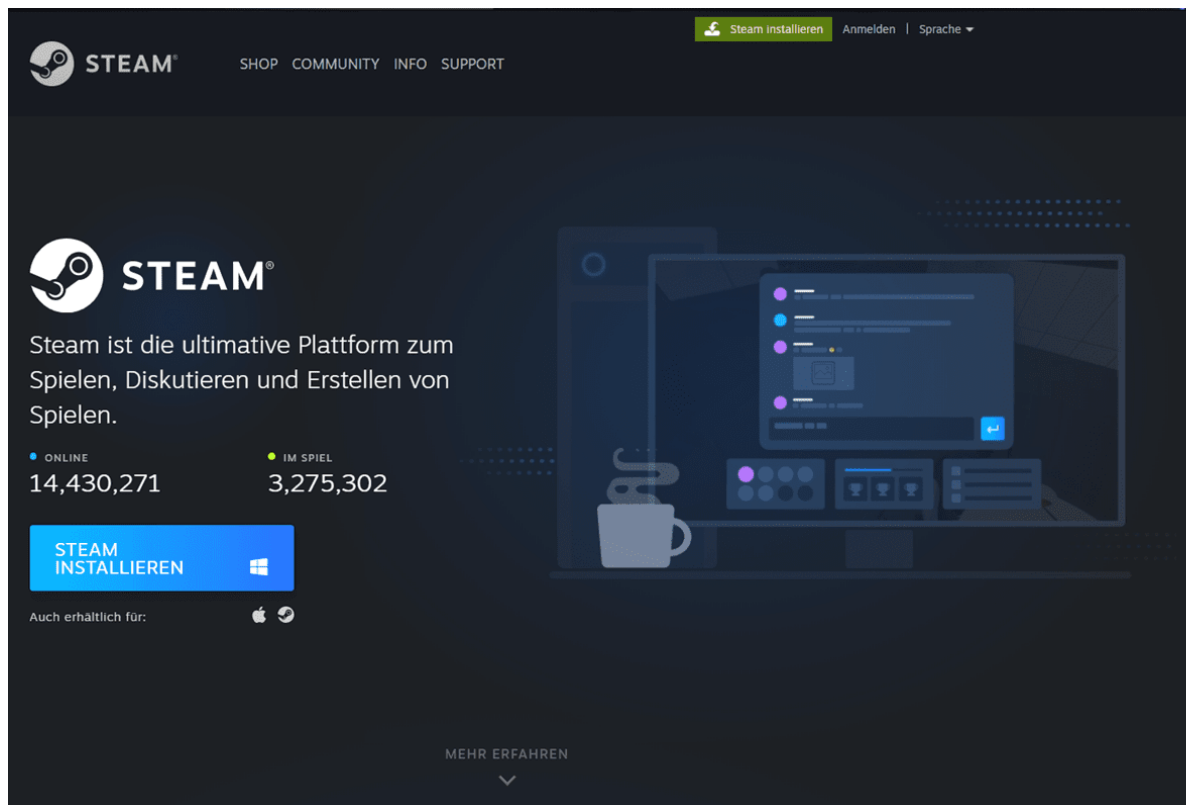 Steam installieren Anmelden | Sprache
STEAM®
SHOP COMMUNITY INFO SUPPORT
STEAM®
Steam ist die ultimative Plattform zum
Spielen, Diskutieren und Erstellen von
Spielen.
ONLINE
14,430,271
IM SPIEL
3,275,302
STEAM
INSTALLIEREN
Auch erhältlich für:
MEHR ERFAHREN